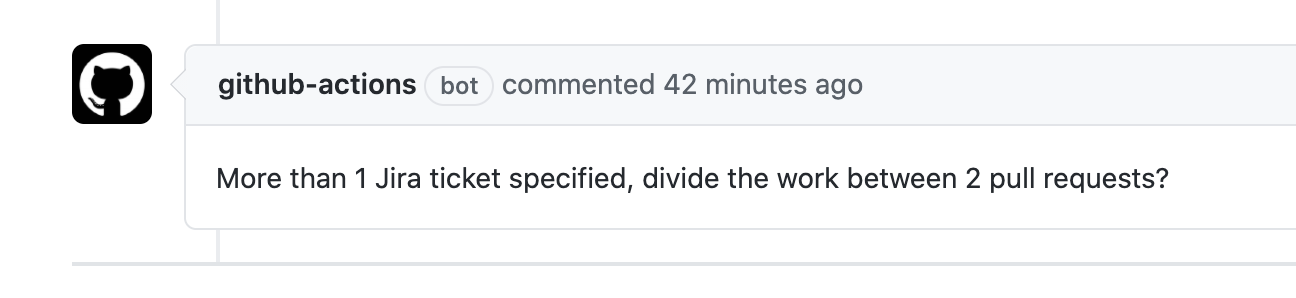 github-actions bot commented 42 minutes ago
More than 1 Jira ticket specified, divide the work between 2 pull requests?